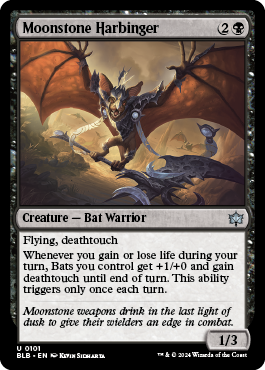 Moonstone Harbinger 2
Creature — Bat Warrior
Flying, deathtouch
Whenever you gain or lose life during your
turn, Bats you control get +1/+0 and gain
deathtouch until end of turn. This ability
triggers only once each turn.
Moonstone weapons drink in the last light of
dusk to give their wielders an edge in combat.
1/3
U 0101
BLB • EN Kevin Sidharta
™ & © 2024 Wizards of the Coast